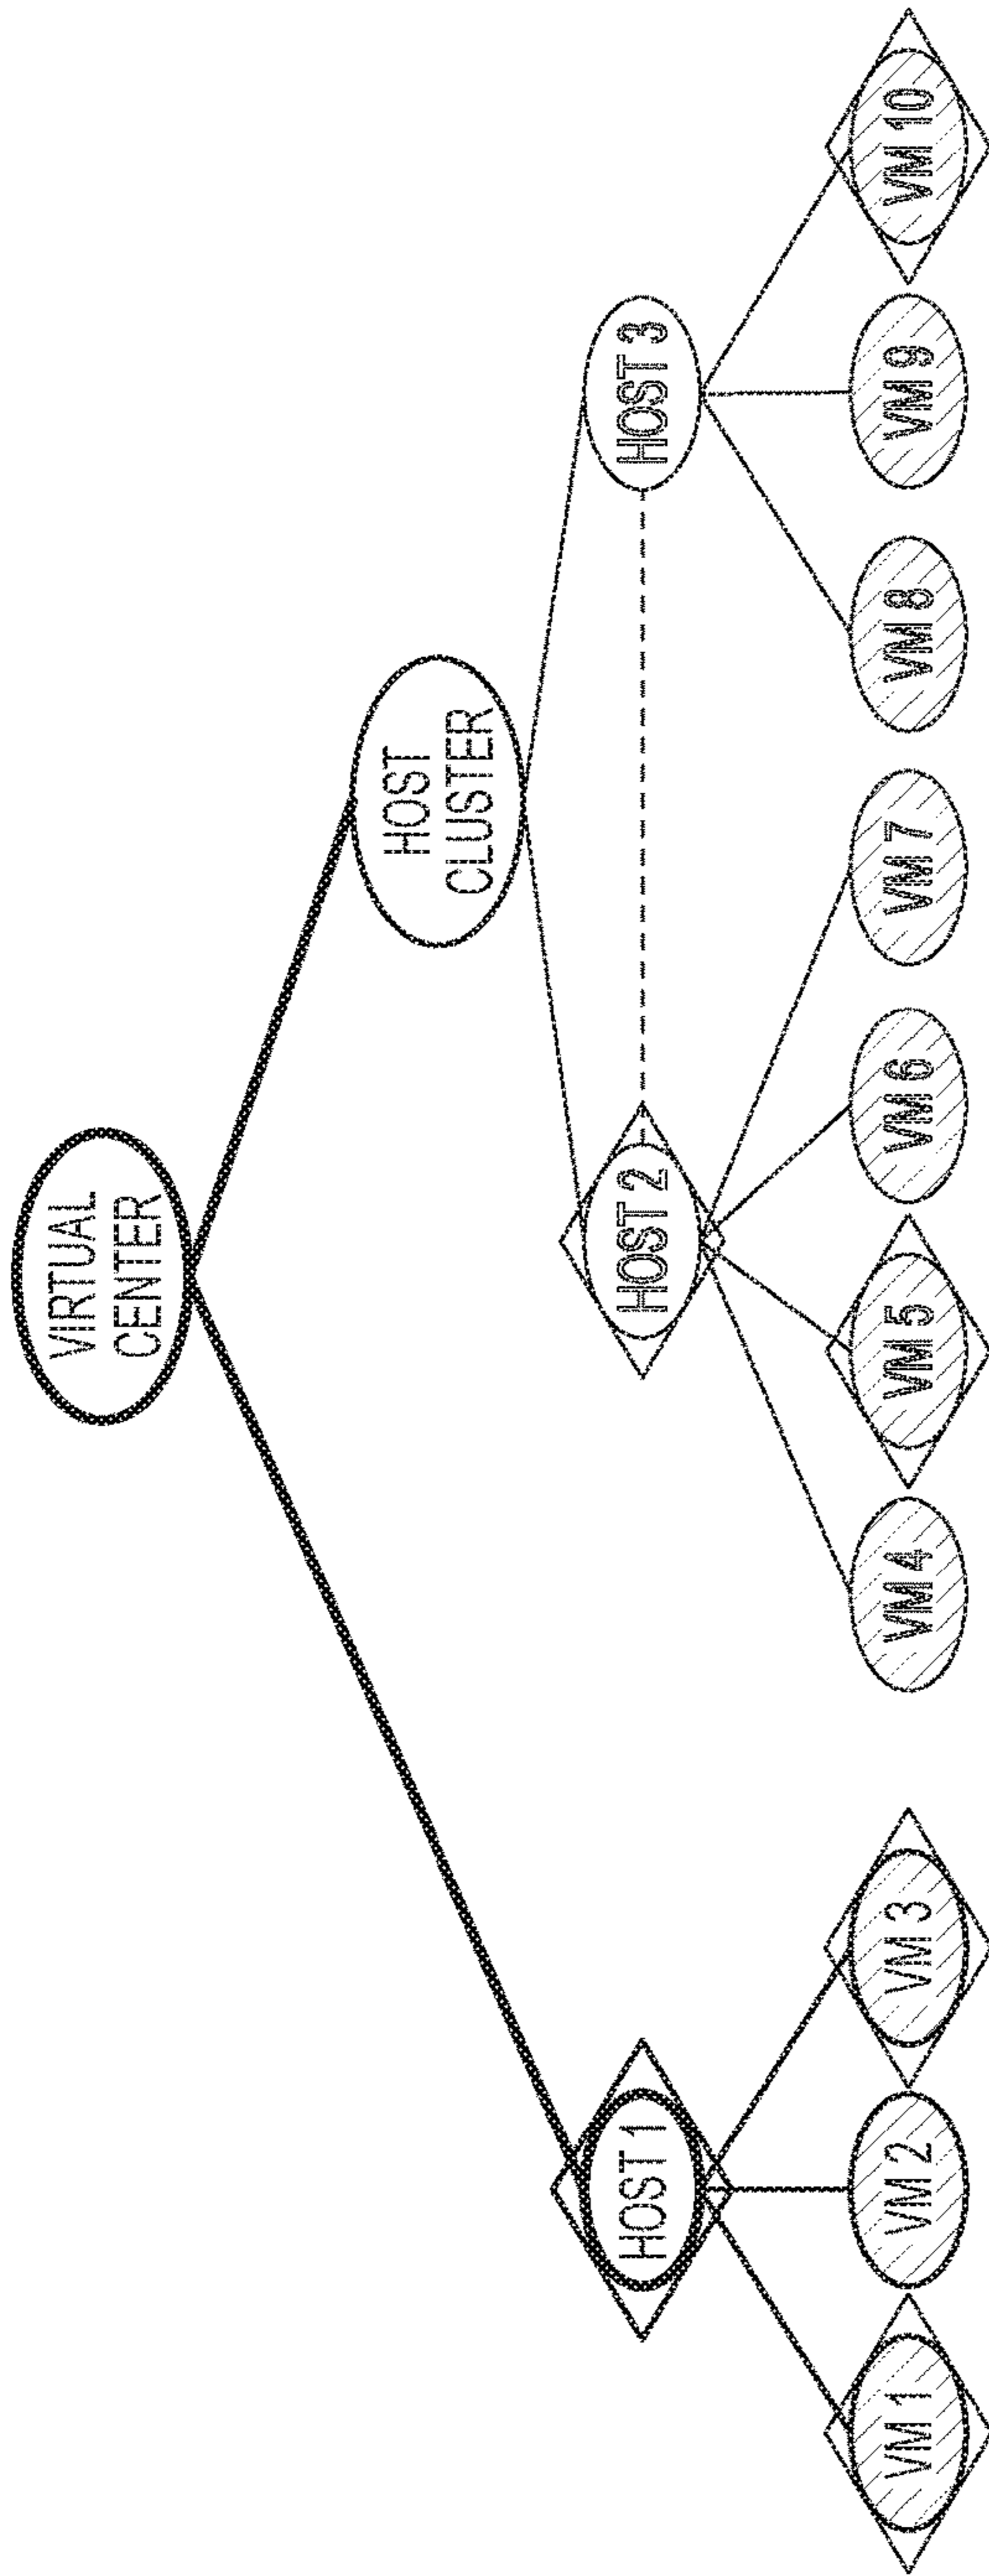 VIRTUAL
CENTER
HOST
CLUSTER
HOST 1
HOST 2
HOST 3
VM 1
VM 2
VM 3
VM 4
VM 5
VM 6
VM 7
VM 8
VM 9
VM 10